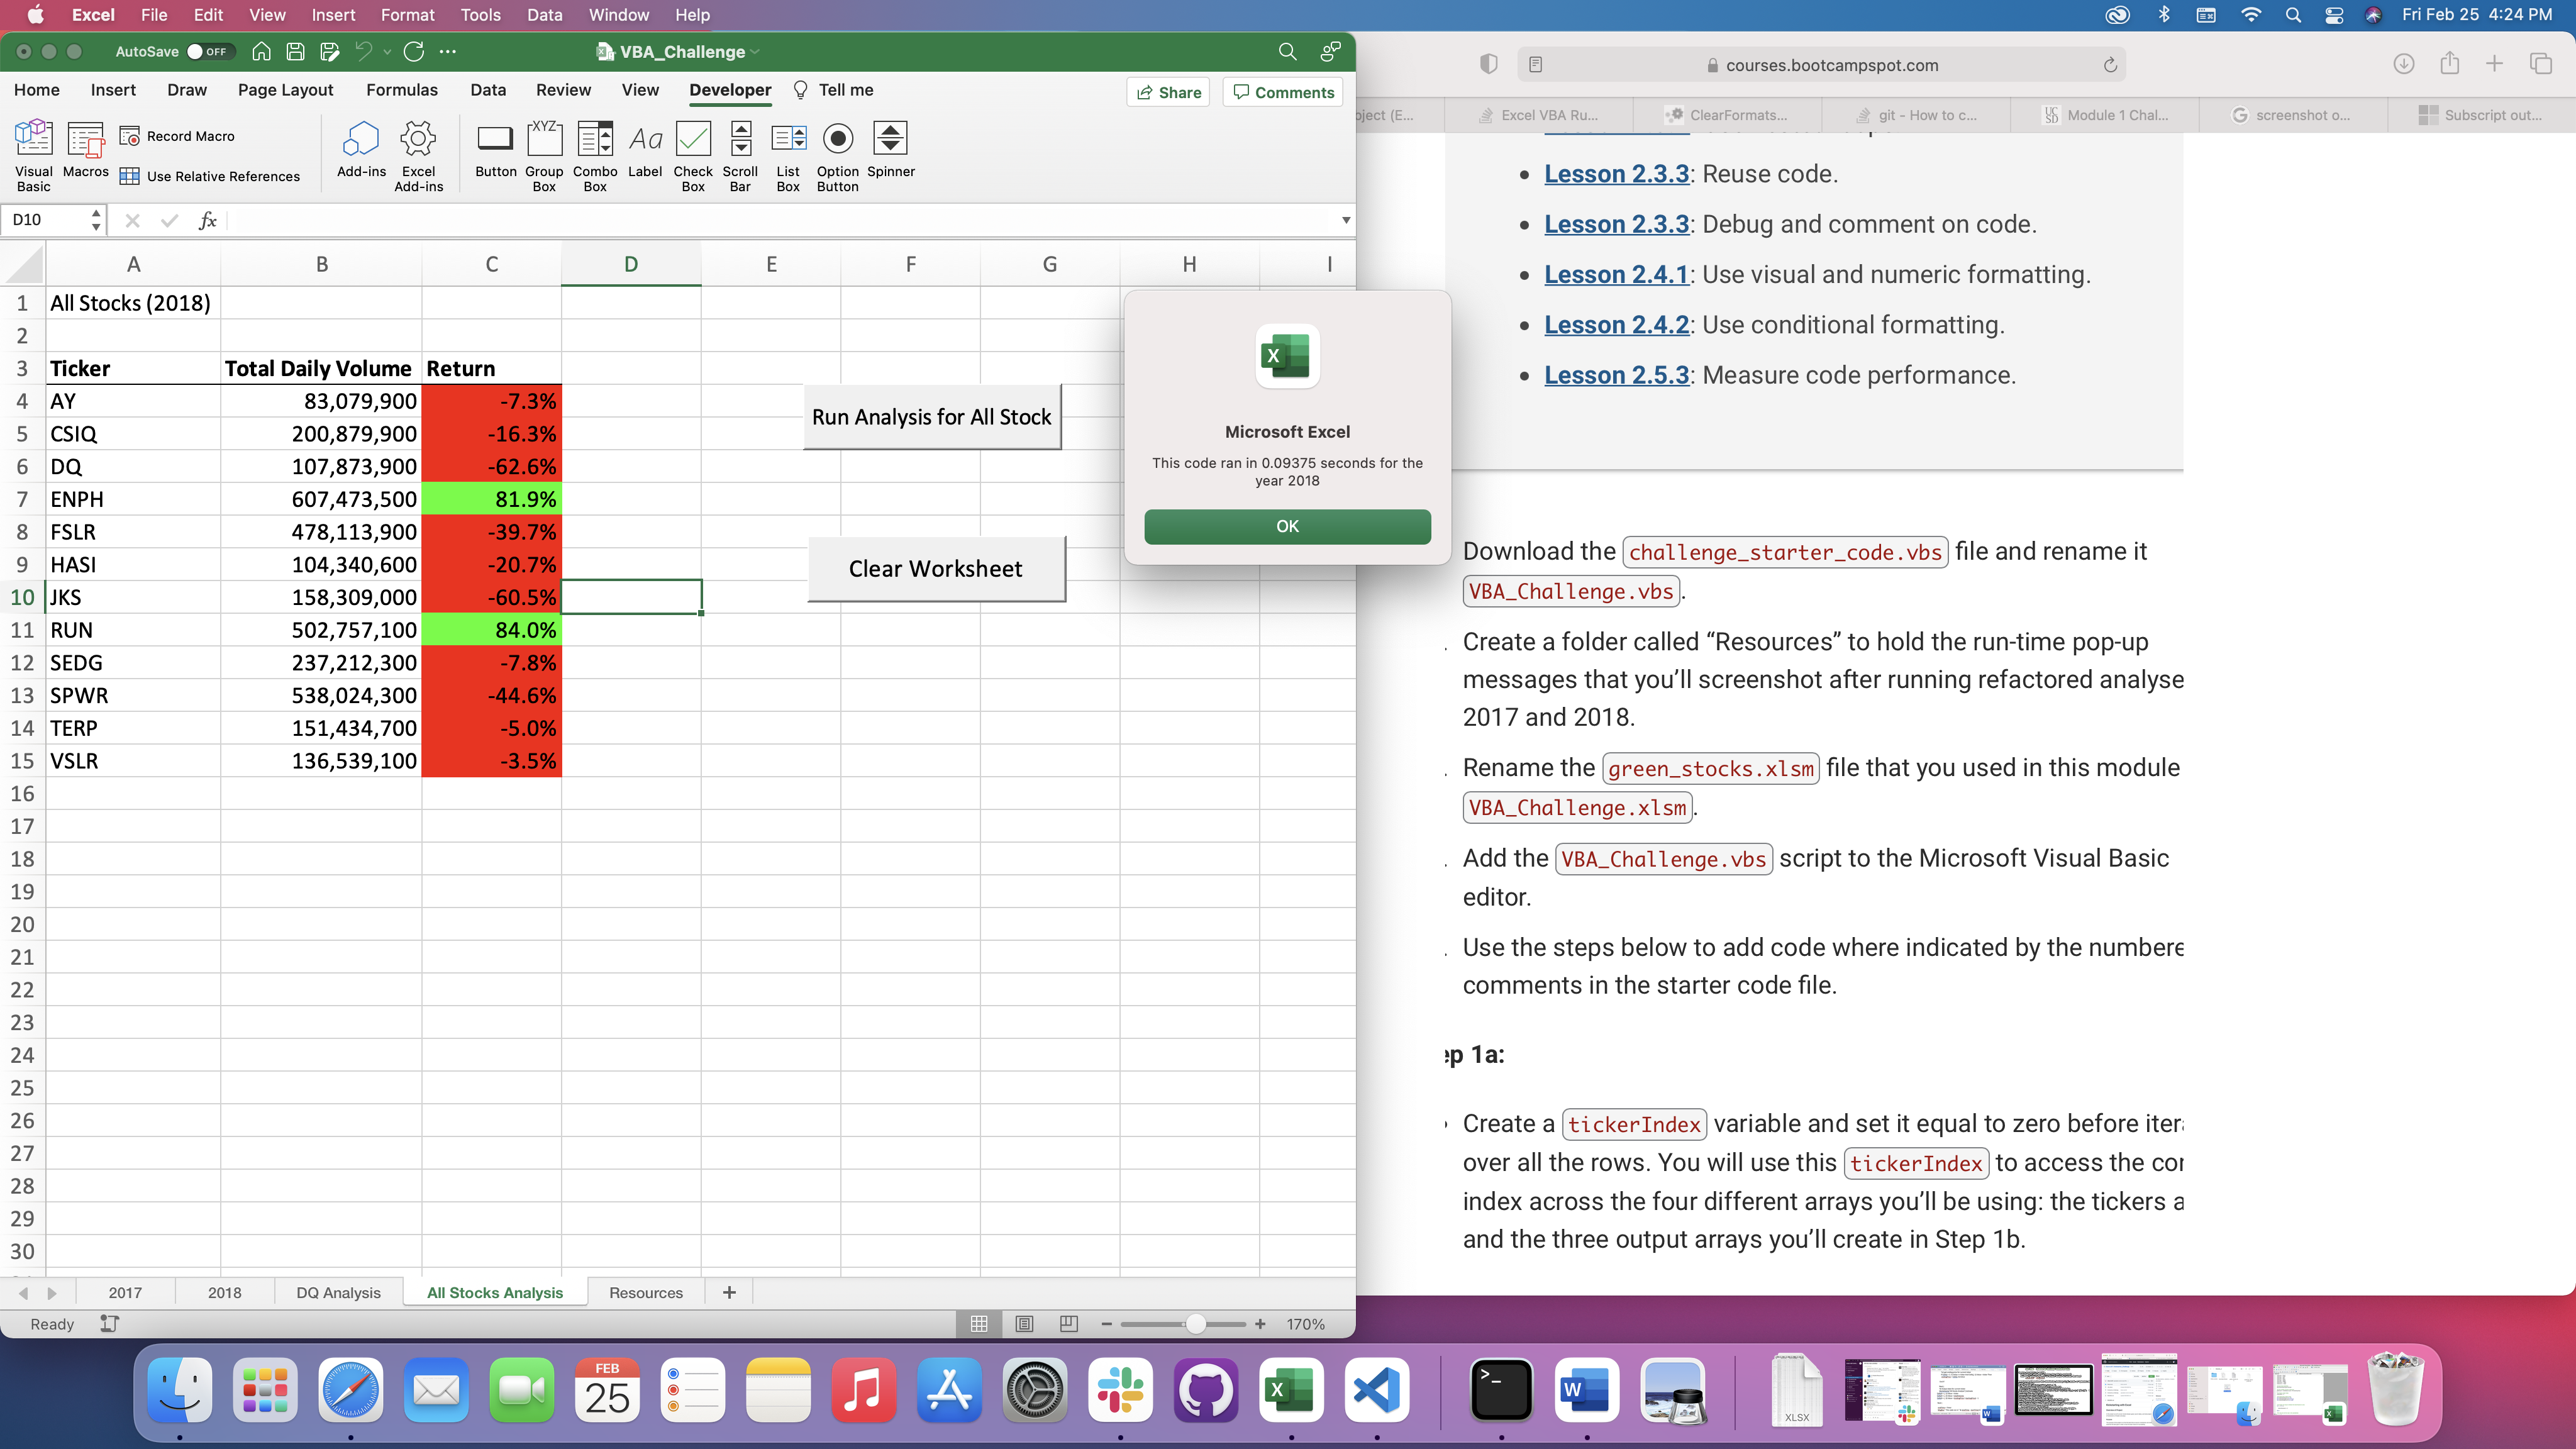 Excel File Edit View Insert Format Tools Data Window Help Fri Feb 25 4:24 PM
AutoSave OFF VBA_Challenge
Home Insert Draw Page Layout Formulas Data Review View Developer Tell me Share Comments
Visual Basic Macros Record Macro Use Relative References Add-ins Excel Add-ins Button Group Box Combo Box Label Check Box Scroll Bar List Box Option Button Spinner
D10 fx
A B C D E F G H I
1 All Stocks (2018)
2
3 Ticker Total Daily Volume Return
4 AY 83,079,900 -7.3%
5 CSIQ 200,879,900 -16.3%
6 DQ 107,873,900 -62.6%
7 ENPH 607,473,500 81.9%
8 FSLR 478,113,900 -39.7%
9 HASI 104,340,600 -20.7%
10 JKS 158,309,000 -60.5%
11 RUN 502,757,100 84.0%
12 SEDG 237,212,300 -7.8%
13 SPWR 538,024,300 -44.6%
14 TERP 151,434,700 -5.0%
15 VSLR 136,539,100 -3.5%
16
17
18
19
20
21
22
23
24
25
26
27
28
29
30
Run Analysis for All Stock
Clear Worksheet
Microsoft Excel
This code ran in 0.09375 seconds for the
year 2018
OK
2017 2018 DQ Analysis All Stocks Analysis Resources +
Ready 170%
courses.bootcampspot.com
oject (E... Excel VBA Ru... ClearFormats... git - How to c... Module 1 Chal... screenshot o... Subscript out...
Lesson 2.3.3: Reuse code.
Lesson 2.3.3: Debug and comment on code.
Lesson 2.4.1: Use visual and numeric formatting.
Lesson 2.4.2: Use conditional formatting.
Lesson 2.5.3: Measure code performance.
Download the challenge_starter_code.vbs file and rename it
VBA_Challenge.vbs.
Create a folder called “Resources” to hold the run-time pop-up
messages that you’ll screenshot after running refactored analyse
2017 and 2018.
Rename the green_stocks.xlsm file that you used in this module
VBA_Challenge.xlsm.
Add the VBA_Challenge.vbs script to the Microsoft Visual Basic
editor.
Use the steps below to add code where indicated by the numbere
comments in the starter code file.
ep 1a:
Create a tickerIndex variable and set it equal to zero before iter
over all the rows. You will use this tickerIndex to access the cor
index across the four different arrays you’ll be using: the tickers a
and the three output arrays you’ll create in Step 1b.
FEB
25
XLSX